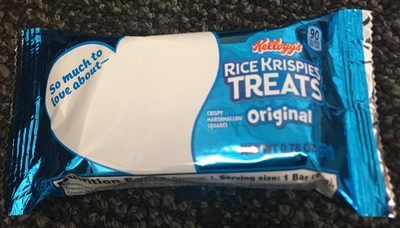 So much to
love about—
Kellogg's
RICE KRISPIES
TREATS
CRISPY
MARSHMALLOW
SQUARES
Original
NET WT 0.78 OZ
90
Serving size: 1 Bar